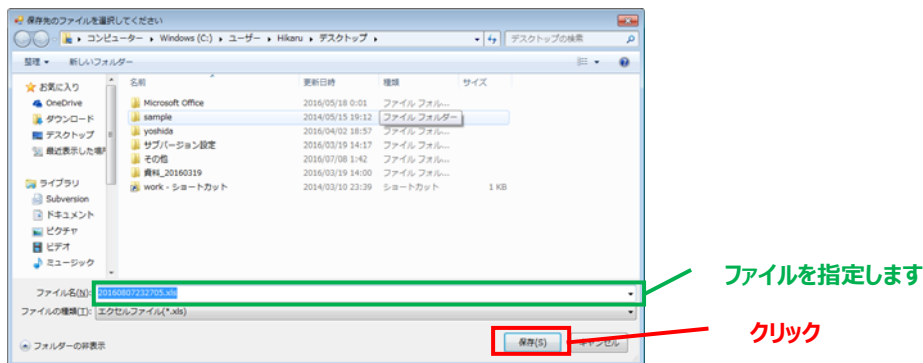 保存先のファイルを選択してください
コンピューター ▸ Windows (C:) ▸ ユーザー ▸ Hikaru ▸ デスクトップ ▸
デスクトップの検索
整理 ▼ 新しいフォルダー
お気に入り
OneDrive
ダウンロード
デスクトップ
最近表示した場所
ライブラリ
Subversion
ドキュメント
ピクチャ
ビデオ
ミュージック
名前 更新日時 種類 サイズ
Microsoft Office 2016/05/18 0:01 ファイル フォル...
sample 2014/05/15 19:12 ファイル フォルダー
yoshida 2016/04/02 18:57 ファイル フォル...
サブバージョン設定 2016/03/19 14:17 ファイル フォル...
その他 2016/07/08 1:42 ファイル フォル...
資料_20160319 2016/03/19 14:00 ファイル フォル...
work - ショートカット 2014/03/10 23:39 ショートカット 1 KB
ファイル名(N): 20160807232705.xls
ファイルの種類(T): エクセルファイル(*.xls)
フォルダーの非表示
保存(S) キャンセル
ファイルを指定します
クリック